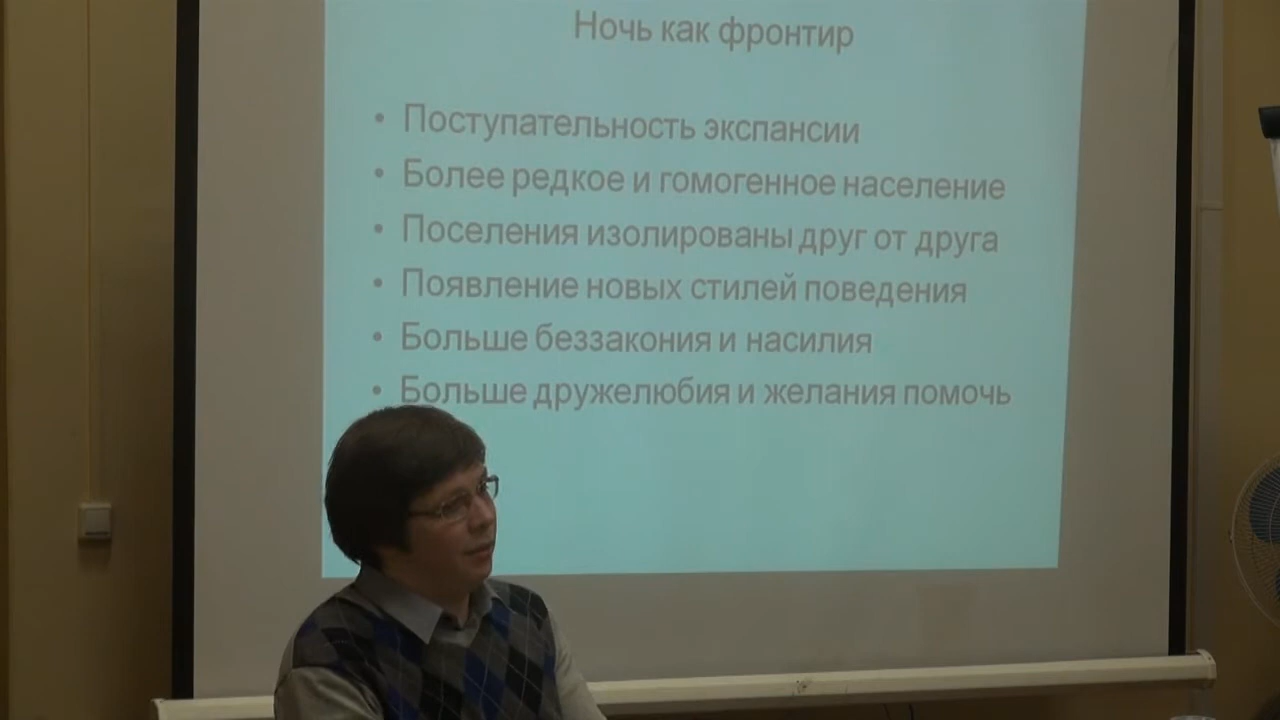 Ночь как фронтир
• Поступательность экспансии
• Более редкое и гомогенное население
• Поселения изолированы друг от друга
• Появление новых стилей поведения
• Больше беззакония и насилия
• Больше дружелюбия и желания помочь